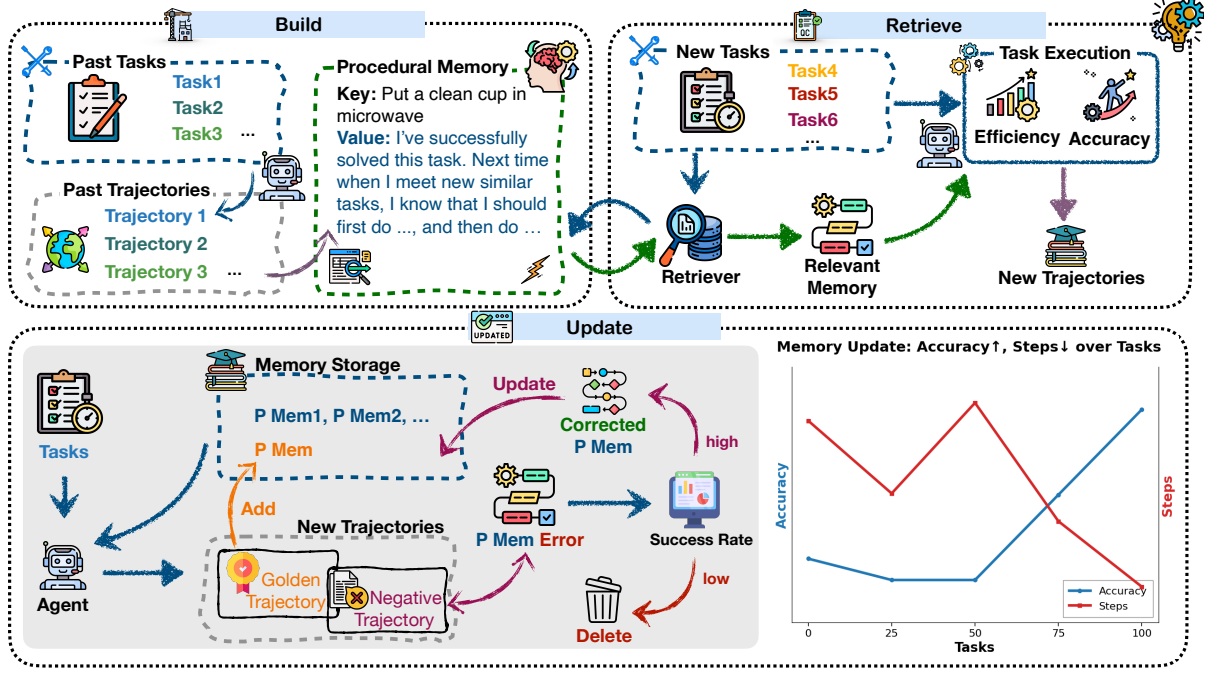 Build
Past Tasks
Task1
Task2
Task3 ...
Past Trajectories
Trajectory 1
Trajectory 2
Trajectory 3 ...
Procedural Memory
Key: Put a clean cup in
microwave
Value: I've successfully
solved this task. Next time
when I meet new similar
tasks, I know that I should
first do ..., and then do ...
QC
Retrieve
New Tasks
Task4
Task5
Task6
...
Task Execution
Efficiency
Accuracy
Retriever
Relevant
Memory
New Trajectories
UPDATED
Update
Tasks
Agent
Memory Storage
P Mem1, P Mem2, ...
P Mem
Add
New Trajectories
Golden
Trajectory
Negative
Trajectory
Update
Corrected
P Mem
high
P Mem Error
Success Rate
low
Delete
Memory Update: Accuracy↑, Steps↓ over Tasks
Accuracy
Steps
Accuracy
Steps
0 25 50 75 100
Tasks